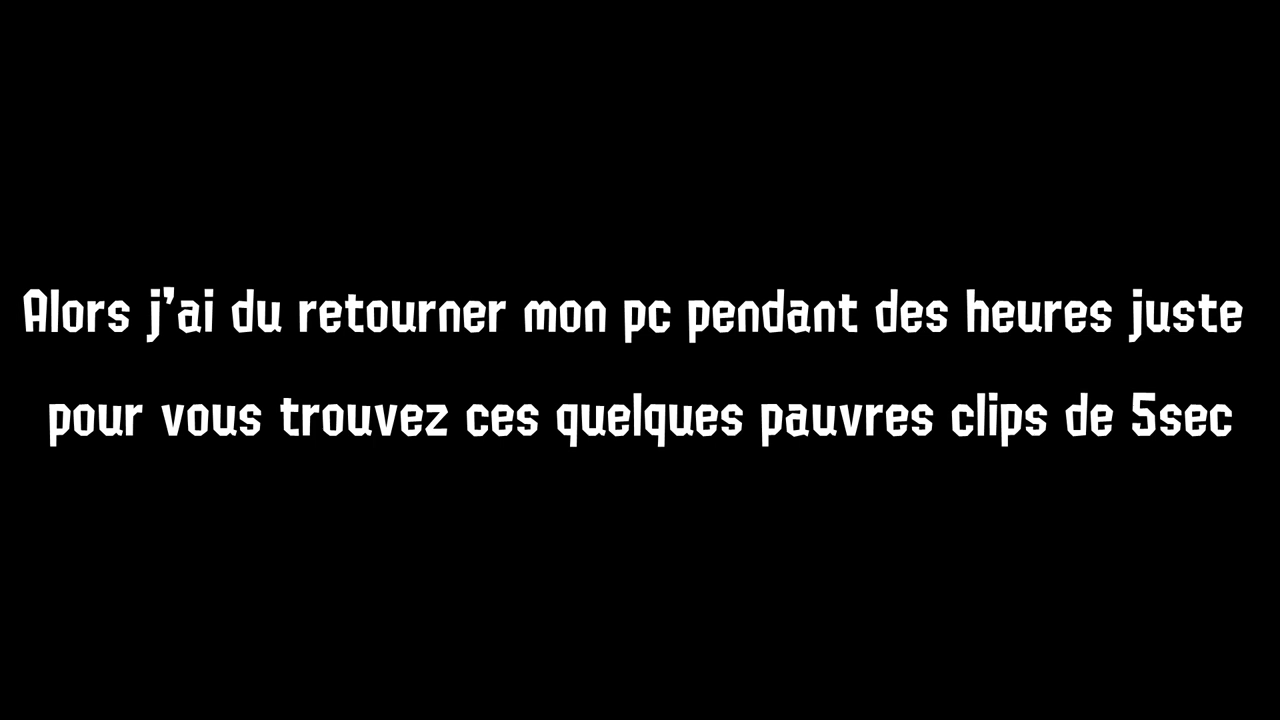 Alors j'ai du retourner mon pc pendant des heures juste
pour vous trouvez ces quelques pauvres clips de 5sec